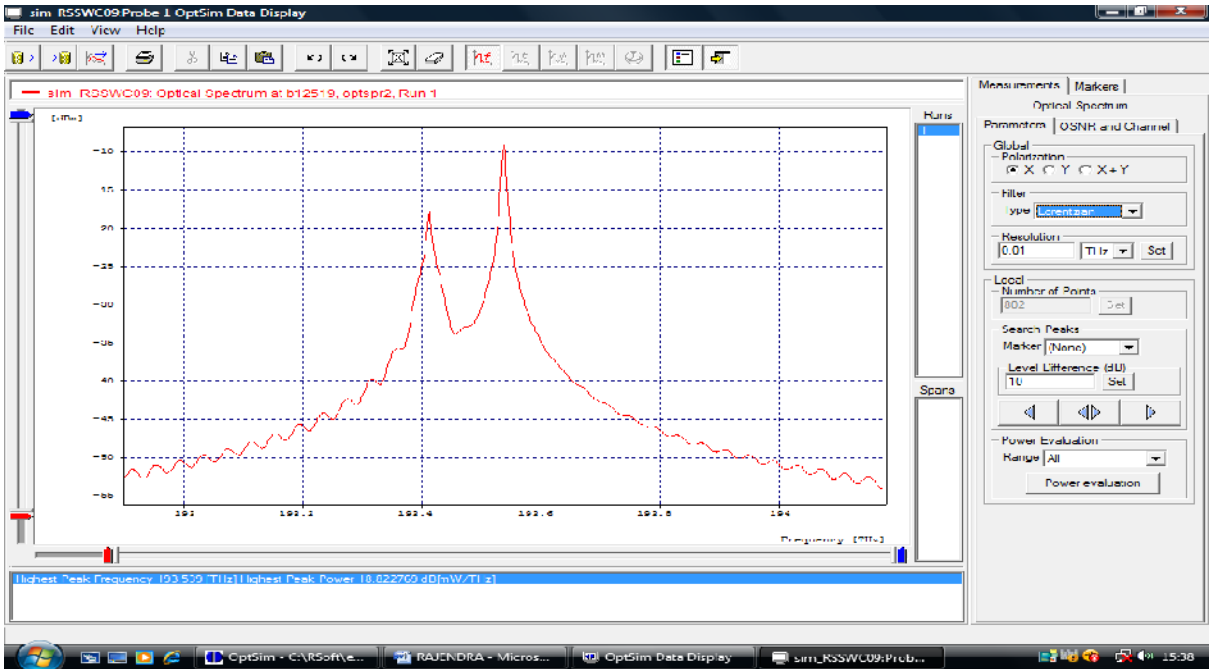 sim_RSSWC09:Probe 1 OptSim Data Display
File Edit View Help
sim_RSSWC09: Optical Spectrum at b12519, optspr2, Run 1
[dBm]
-10
-15
-20
-25
-30
-35
-40
-45
-50
-55
193
193.2
193.4
193.6
193.8
194
Frequency [THz]
Runs
1
Spans
Measurements Markers
Optical Spectrum
Parameters OSNR and Channel
Global
Polarization
X Y X+Y
Filter
Type Lorentzian
Resolution
0.01 THz Set
Local
Number of Points
802 Set
Search Peaks
Marker (None)
Level Difference (dB)
10 Set
Power Evaluation
Range All
Power evaluation
Highest Peak Frequency 193.539 [THz] Highest Peak Power 18.822769 dB[mW/THz]
OptSim - C:\RSoft\e...
RAJENDRA - Micros...
OptSim Data Display
sim_RSSWC09:Prob...
15:38